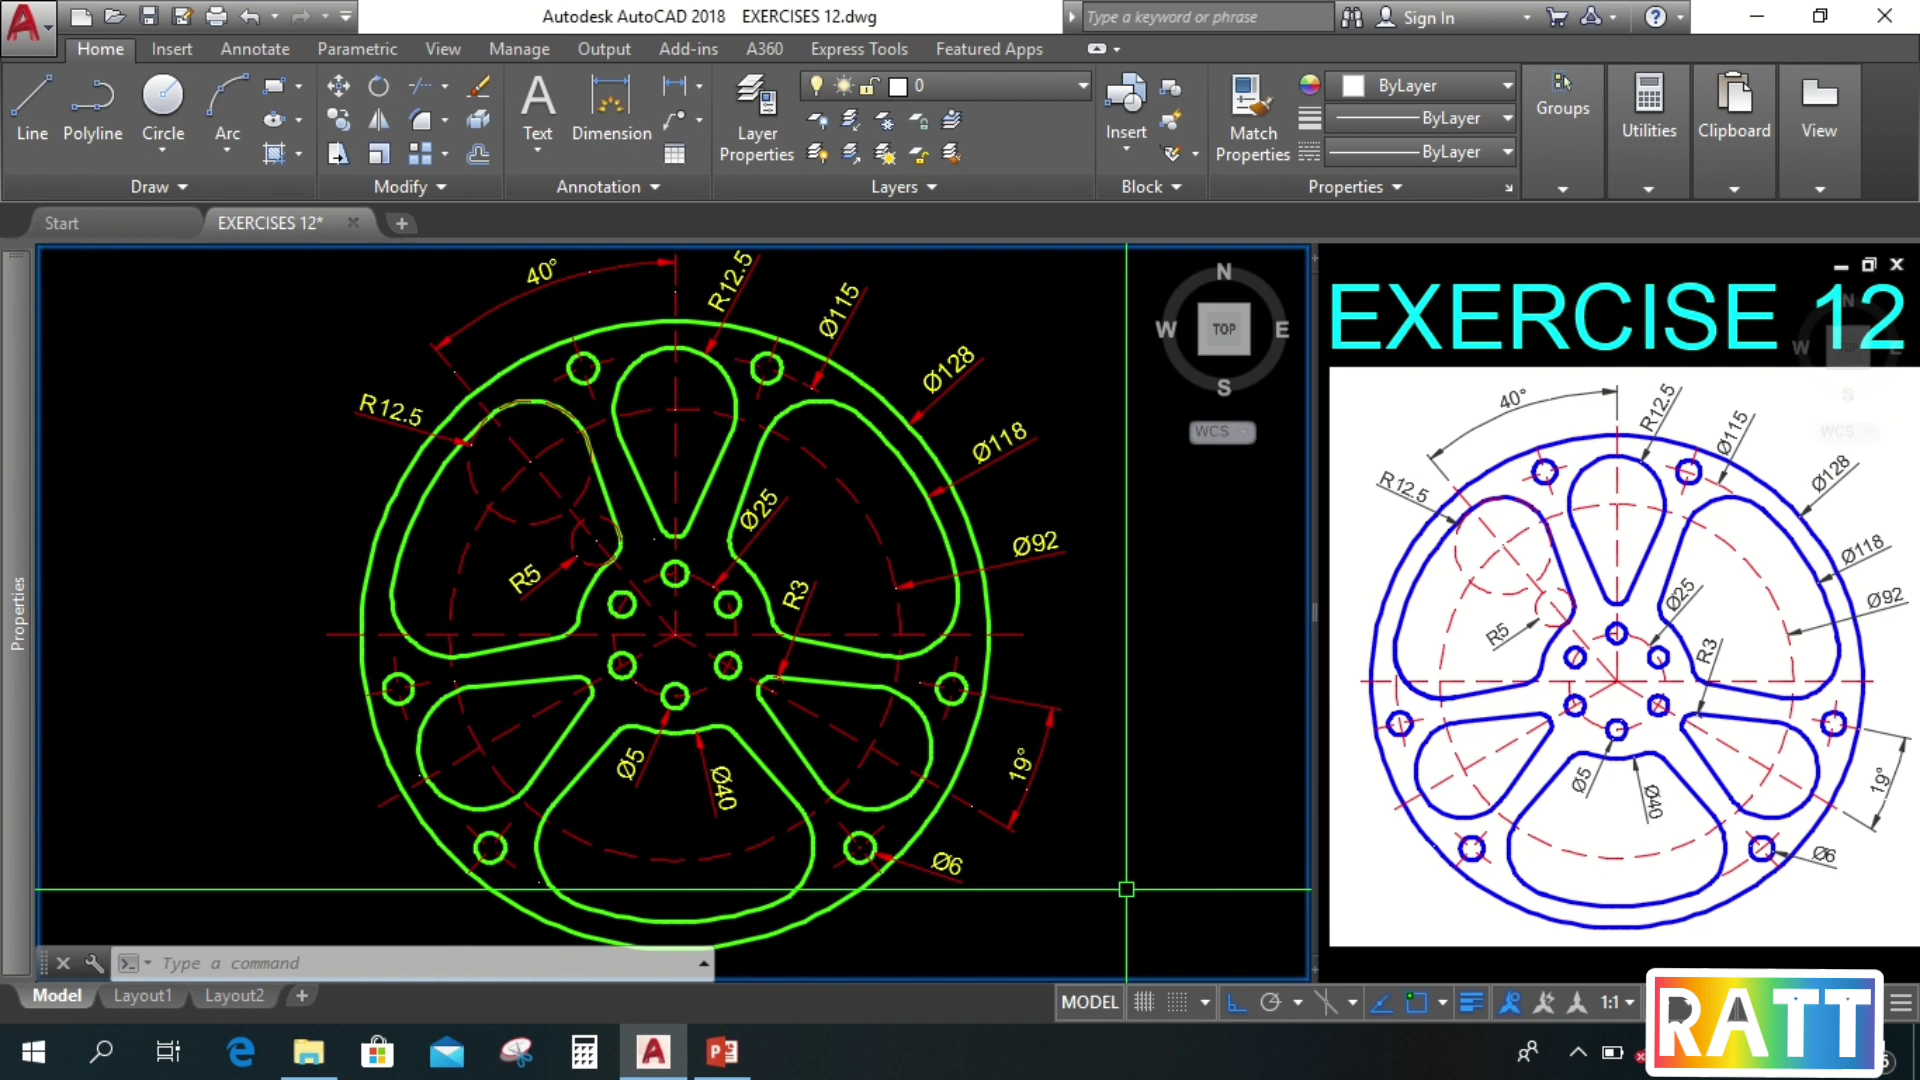 Autodesk AutoCAD 2018 EXERCISES 12.dwg
Type a keyword or phrase
Sign In
Home Insert Annotate Parametric View Manage Output Add-ins A360 Express Tools Featured Apps
Line Polyline Circle Arc
Text Dimension
Layer Properties
0
Insert
Match Properties
ByLayer
ByLayer
ByLayer
Groups
Utilities
Clipboard
View
Draw Modify Annotation Layers Block Properties
Start
EXERCISES 12*
Properties
40°
R12.5
Ø115
Ø128
R12.5
Ø118
Ø25
Ø92
R5
R3
Ø5
Ø40
19°
Ø6
N
W TOP E
S
WCS
EXERCISE 12
N
W
E
S
WCS
40°
R12.5
Ø115
Ø128
R12.5
Ø118
Ø25
Ø92
R5
R3
Ø5
Ø40
19°
Ø6
Type a command
Model Layout1 Layout2
MODEL
1:1
RATT